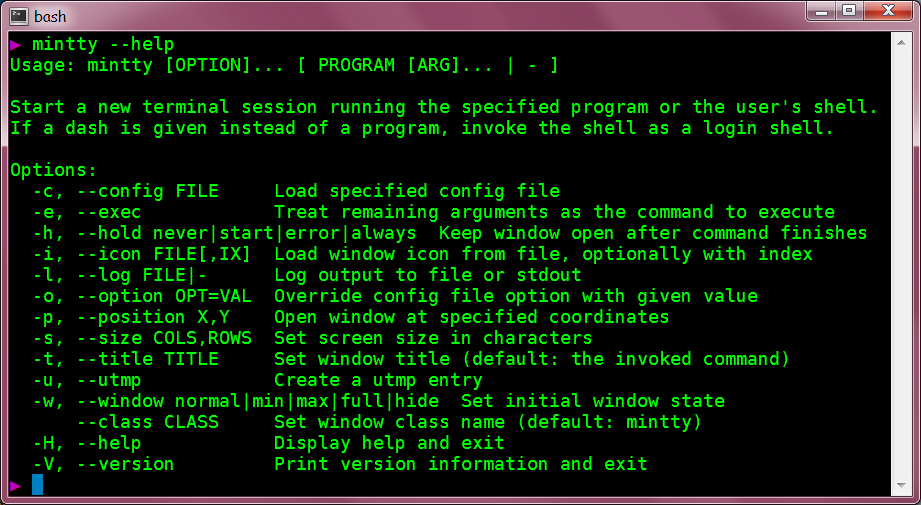 bash
▶ mintty --help
Usage: mintty [OPTION]... [ PROGRAM [ARG]... | - ]

Start a new terminal session running the specified program or the user's shell.
If a dash is given instead of a program, invoke the shell as a login shell.

Options:
  -c, --config FILE     Load specified config file
  -e, --exec            Treat remaining arguments as the command to execute
  -h, --hold never|start|error|always  Keep window open after command finishes
  -i, --icon FILE[,IX]  Load window icon from file, optionally with index
  -l, --log FILE|-      Log output to file or stdout
  -o, --option OPT=VAL  Override config file option with given value
  -p, --position X,Y    Open window at specified coordinates
  -s, --size COLS,ROWS  Set screen size in characters
  -t, --title TITLE     Set window title (default: the invoked command)
  -u, --utmp            Create a utmp entry
  -w, --window normal|min|max|full|hide  Set initial window state
      --class CLASS     Set window class name (default: mintty)
  -H, --help            Display help and exit
  -V, --version         Print version information and exit
▶